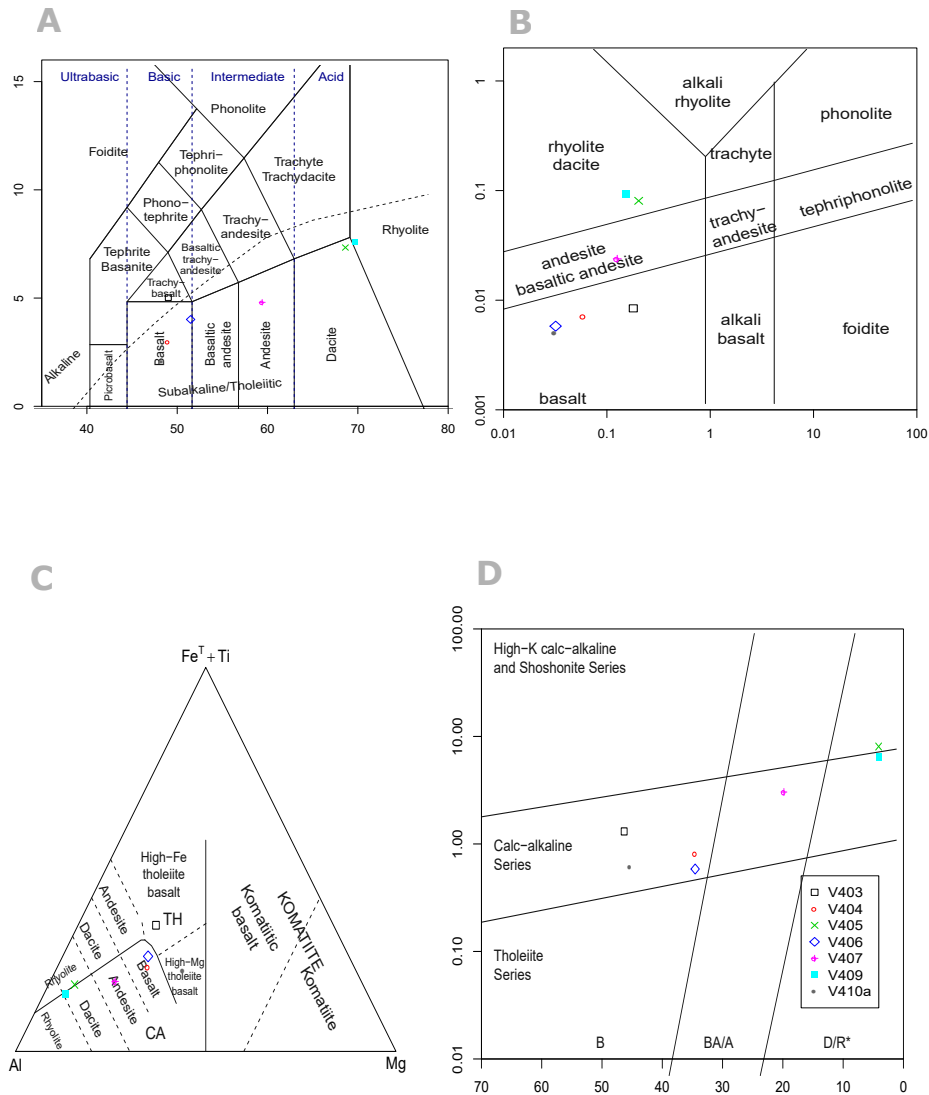 A
Ultrabasic
Basic
Intermediate
Acid
Phonolite
Foidite
Tephri−
phonolite
Trachyte
Trachydacite
Phono−
tephrite
Trachy−
andesite
Rhyolite
Tephrite
Basanite
Basaltic
trachy−
andesite
Trachy−
basalt
Alkaline
Picrobasalt
Basalt
Basaltic
andesite
Andesite
Dacite
Subalkaline/Tholeiitic
0
5
10
15
40
50
60
70
80
B
alkali
rhyolite
phonolite
rhyolite
dacite
trachyte
tephriphonolite
trachy−
andesite
andesite
basaltic andesite
alkali
basalt
foidite
basalt
1
0.1
0.01
0.001
0.01
0.1
1
10
100
C
FeT + Ti
High−Fe
tholeiite
basalt
TH
Andesite
Dacite
Rhyolite
Komatiitic
basalt
KOMATIITE
Komatiite
Basalt
High−Mg
tholeiite
basalt
Andesite
Dacite
Rhyolite
CA
Al
Mg
D
High−K calc−alkaline
and Shoshonite Series
Calc−alkaline
Series
Tholeiite
Series
B
BA/A
D/R*
V403
V404
V405
V406
V407
V409
V410a
100.00
10.00
1.00
0.10
0.01
70
60
50
40
30
20
10
0